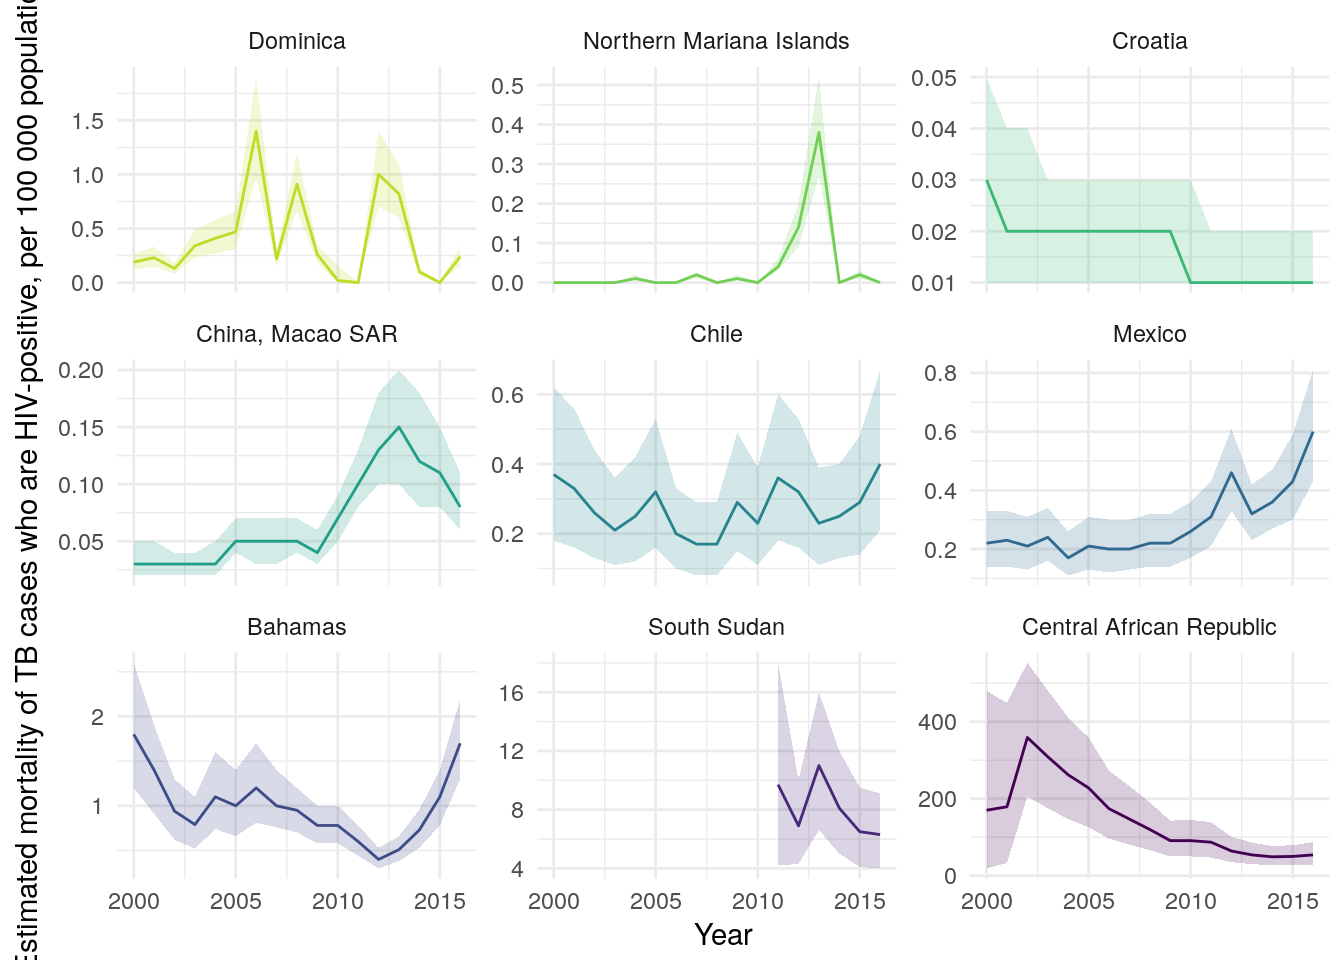 Estimated mortality of TB cases who are HIV-positive, per 100 000 populatio
Dominica
Northern Mariana Islands
Croatia
1.5
1.0
0.5
0.0
0.5
0.4
0.3
0.2
0.1
0.0
0.05
0.04
0.03
0.02
0.01
China, Macao SAR
Chile
Mexico
0.20
0.15
0.10
0.05
0.6
0.4
0.2
0.8
0.6
0.4
0.2
Bahamas
South Sudan
Central African Republic
2
1
16
12
8
4
400
200
0
2000 2005 2010 2015
2000 2005 2010 2015
2000 2005 2010 2015
Year